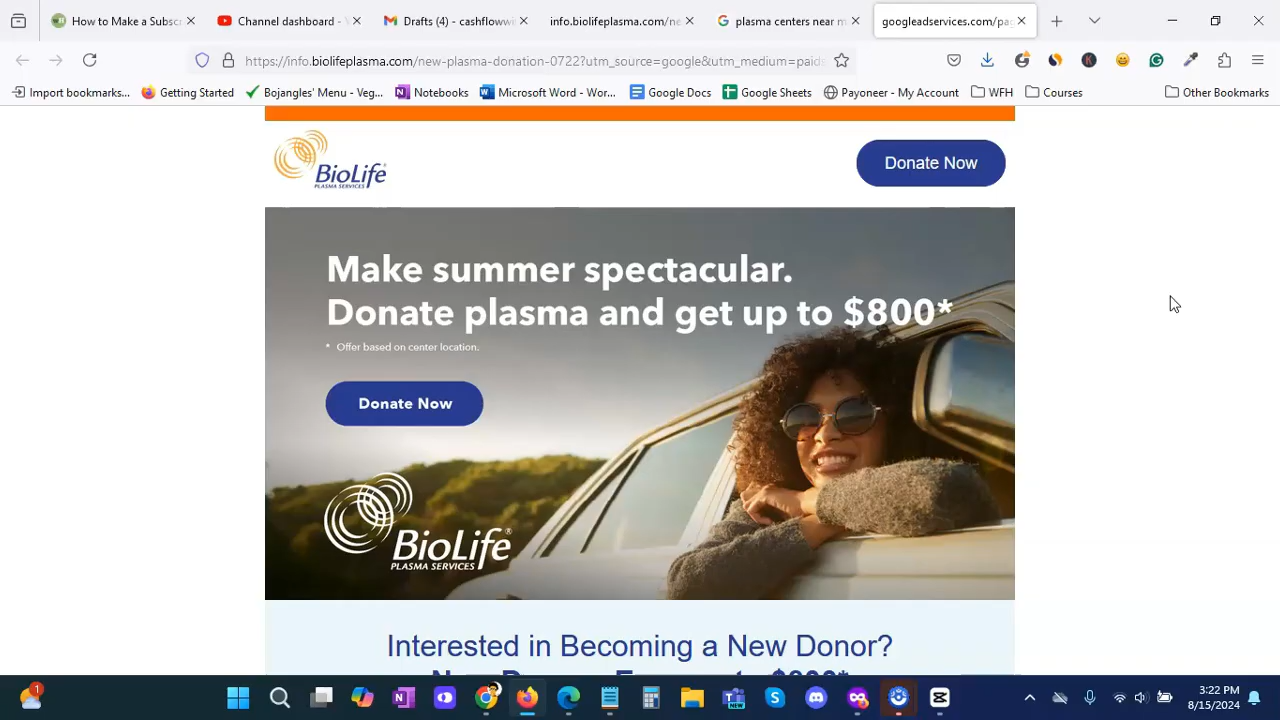 How to Make a Subsc
Channel dashboard -
Drafts (4) - cashflowwi
info.biolifeplasma.com/ne
plasma centers near m
googleadservices.com/pag
https://info.biolifeplasma.com/new-plasma-donation-0722?utm_source=google&utm_medium=paids
Import bookmarks...
Getting Started
Bojangles' Menu - Veg...
Notebooks
Microsoft Word - Wor...
Google Docs
Google Sheets
Payoneer - My Account
WFH
Courses
Other Bookmarks
BioLife
PLASMA SERVICES
Donate Now
Make summer spectacular.
Donate plasma and get up to $800*
* Offer based on center location.
Donate Now
BioLife®
PLASMA SERVICES
Interested in Becoming a New Donor?
1
3:22 PM
8/15/2024